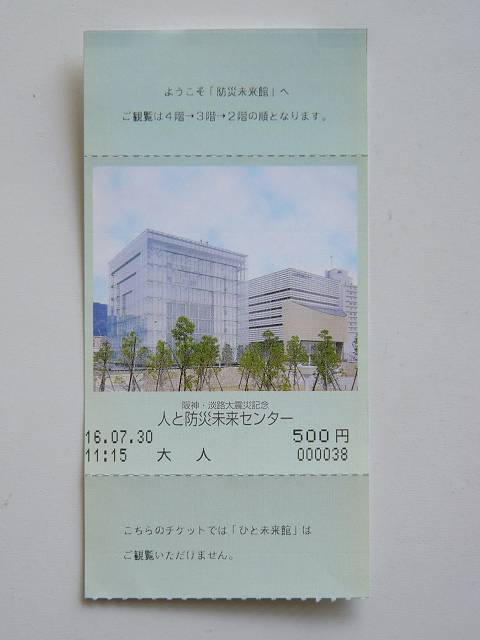 ようこそ「防災未来館」へ
ご観覧は4階→3階→2階の順となります。
阪神・淡路大震災記念
人と防災未来センター
16.07.30 500円
11:15 大人 000038
こちらのチケットでは「ひと未来館」は
ご観覧いただけません。